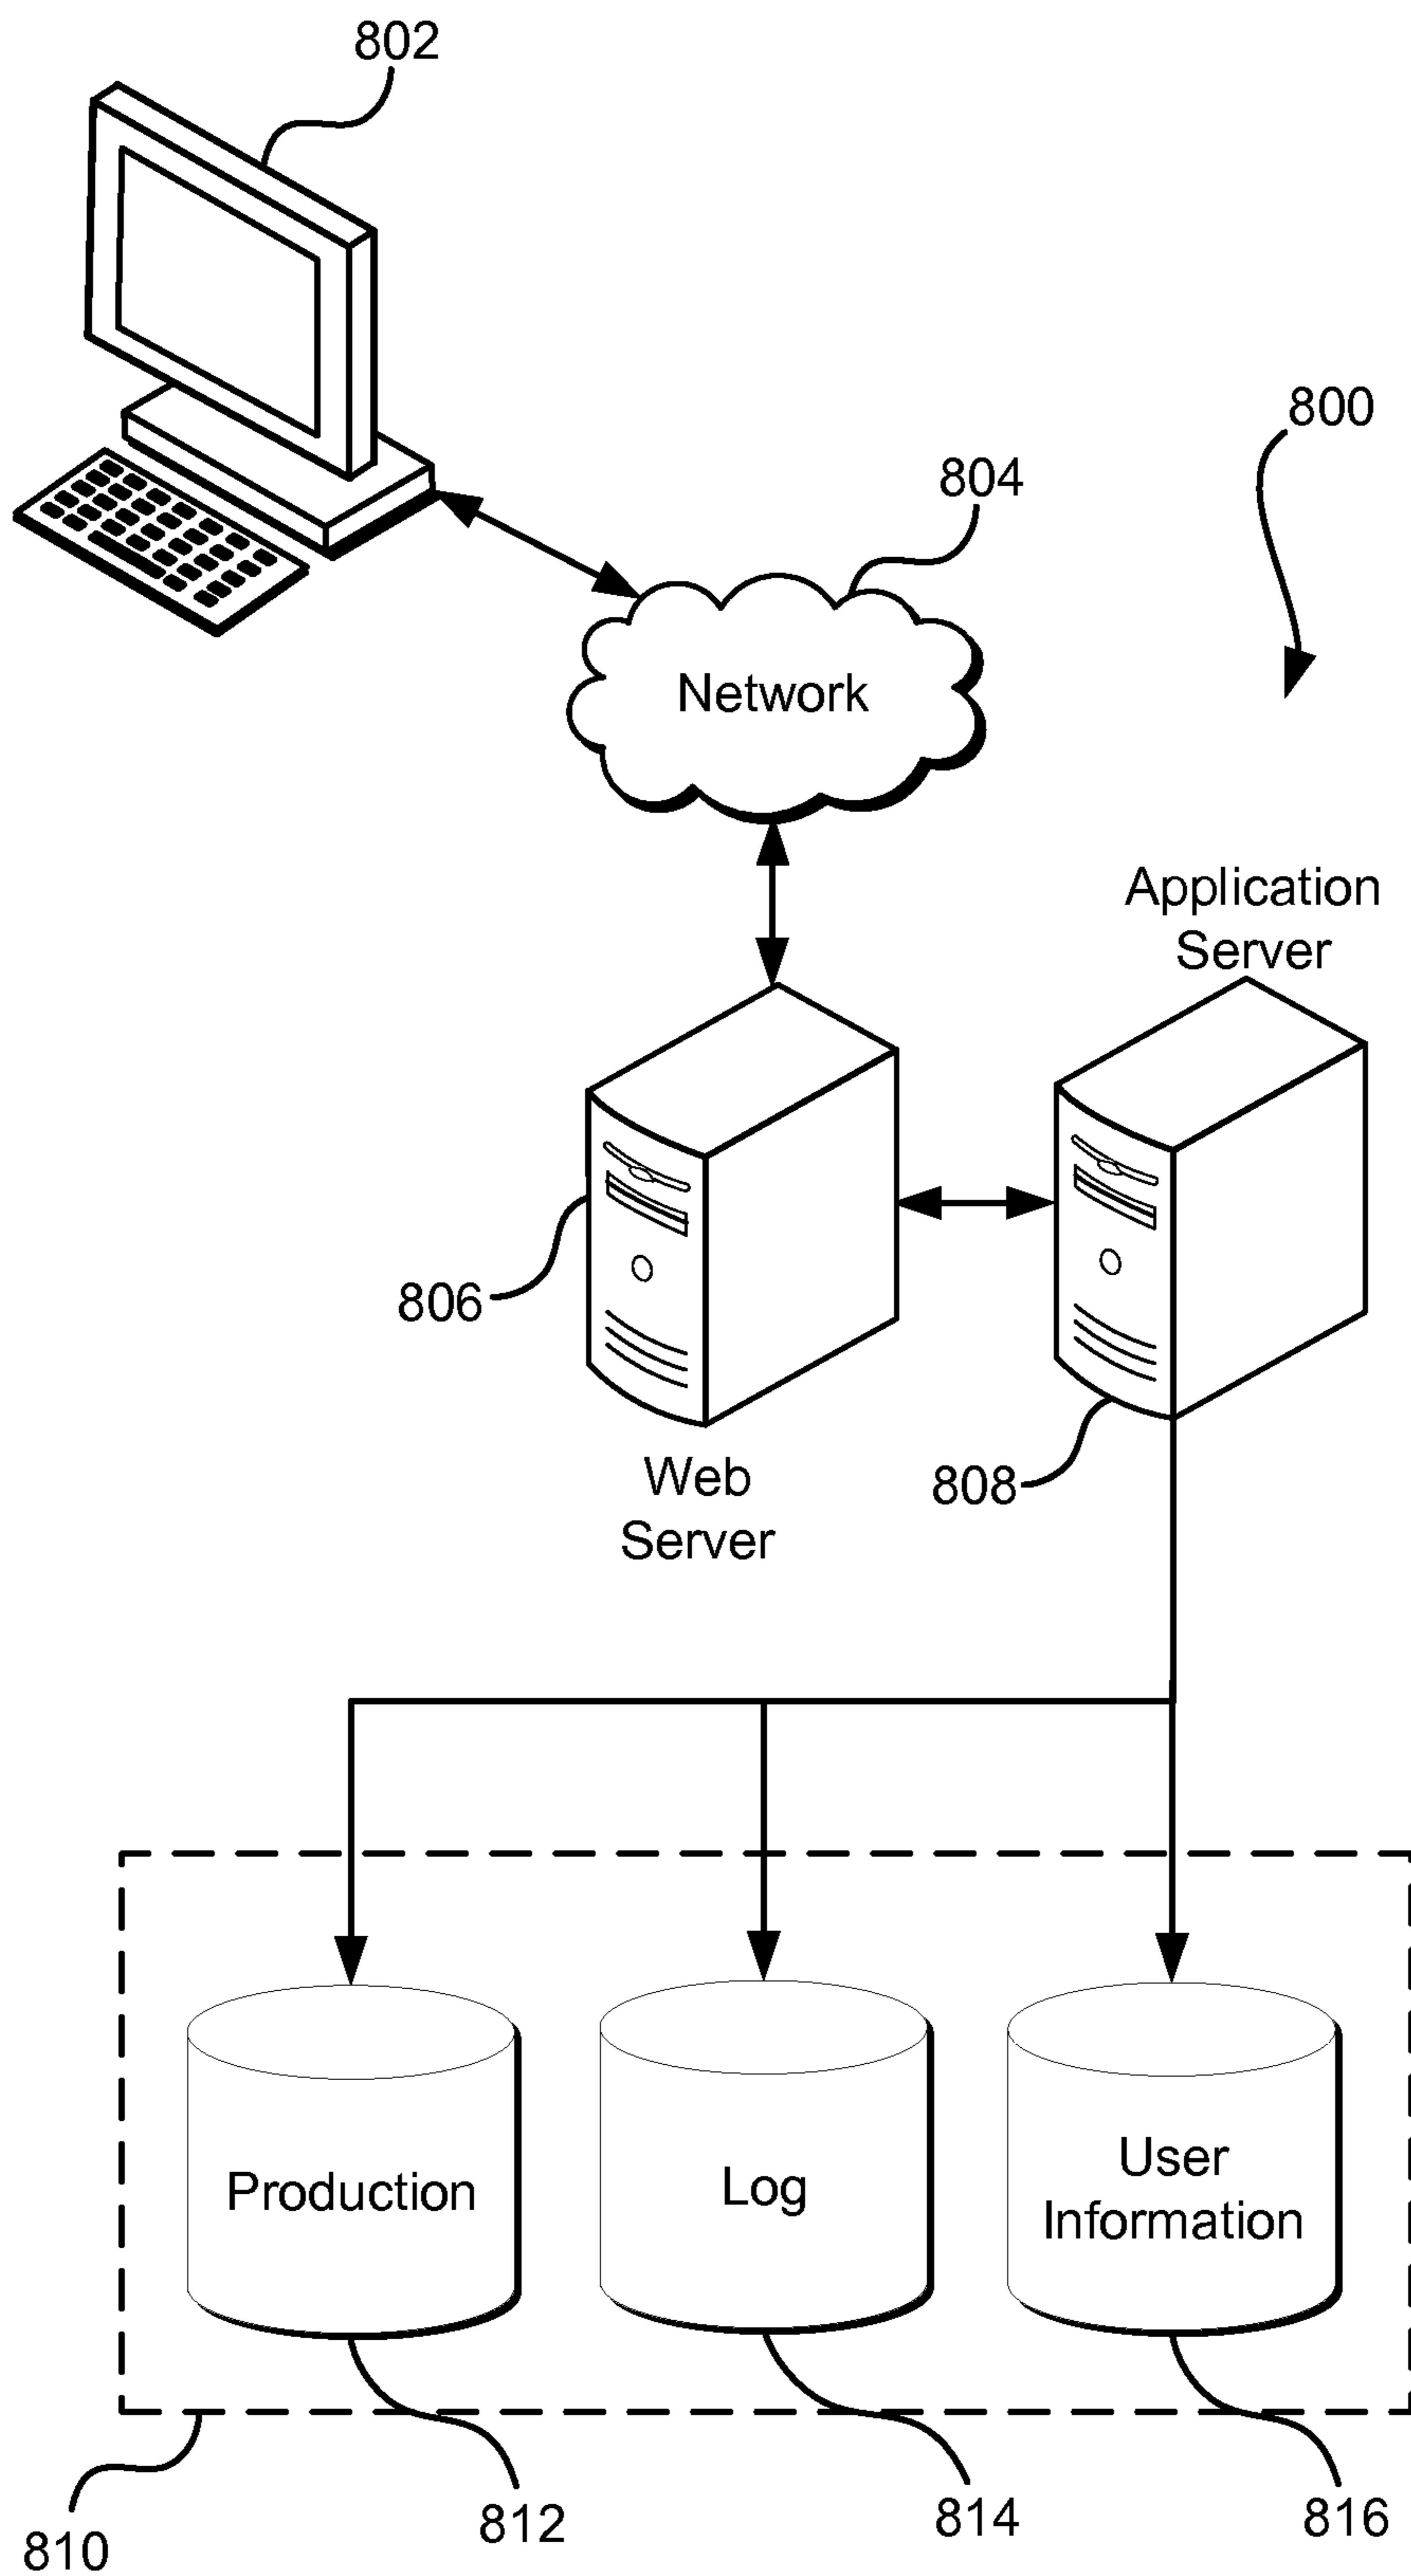 802
800
804
Network
Application
Server
806
Web
Server
808
Production
Log
User
Information
810
812
814
816